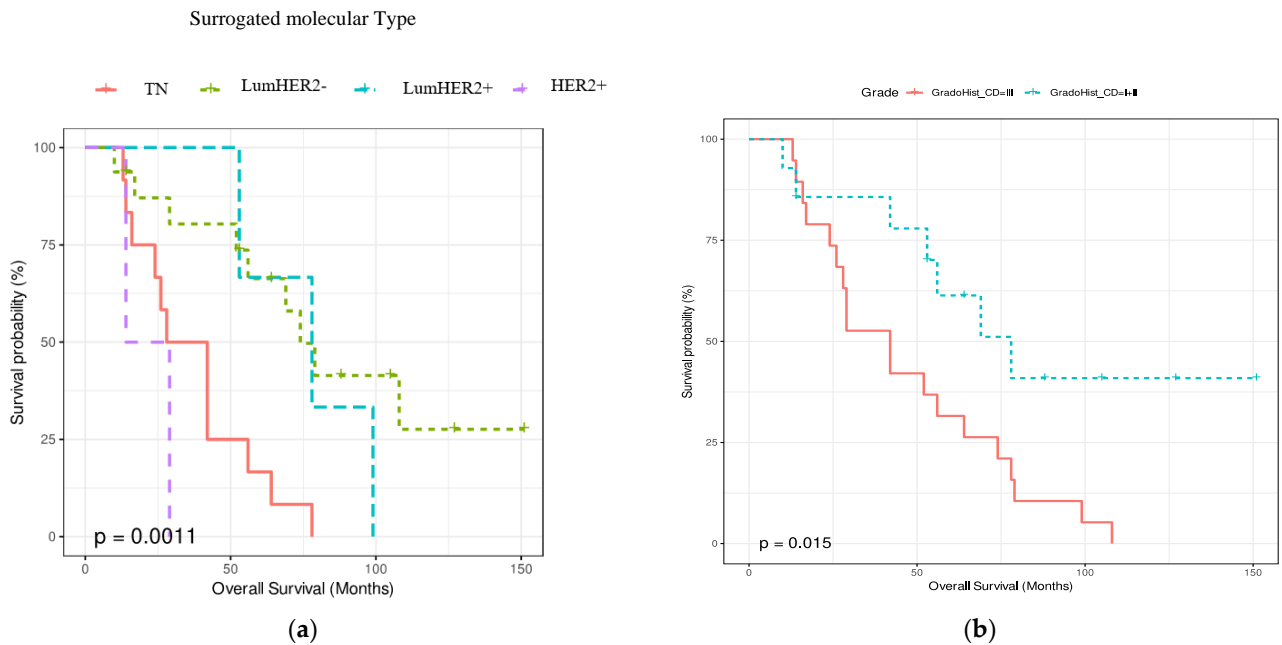 Surrogated molecular Type
TN LumHER2- LumHER2+ HER2+
100
75
50
25
0
Survival probability (%)
p = 0.0011
0 50 100 150
Overall Survival (Months)
(a)
Grade GradoHist_CD=III GradoHist_CD=I+II
100
75
50
25
0
Survival probability (%)
p = 0.015
0 50 100 150
Overall Survival (Months)
(b)